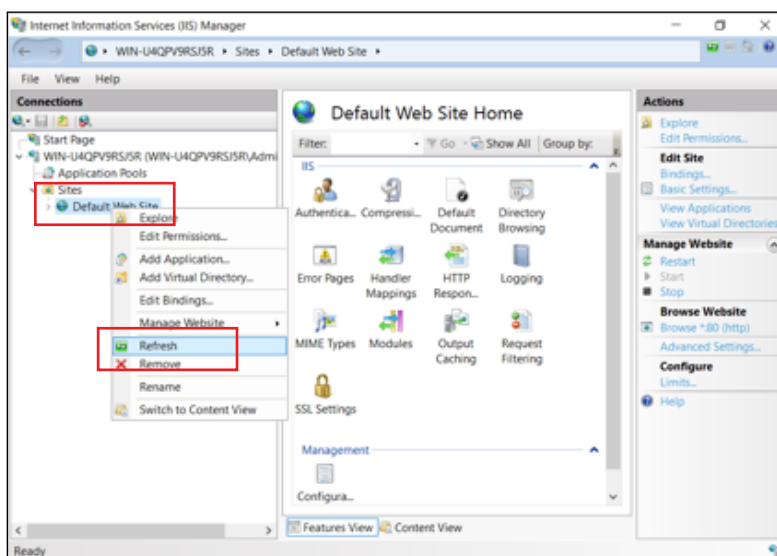 Internet Information Services (IIS) Manager
WIN-U4QPV9RSJ5R ▸ Sites ▸ Default Web Site ▸
File View Help
Connections
Start Page
WIN-U4QPV9RSJ5R (WIN-U4QPV9RSJ5R\Admi
Application Pools
Sites
Default Web Site
Explore
Edit Permissions...
Add Application...
Add Virtual Directory...
Edit Bindings...
Manage Website
Refresh
Remove
Rename
Switch to Content View
Default Web Site Home
Filter: Go Show All Group by:
IIS
Authentica... Compressi... Default Document Directory Browsing
Error Pages Handler Mappings HTTP Respon... Logging
MIME Types Modules Output Caching Request Filtering
SSL Settings
Management
Configura...
Features View Content View
Actions
Explore
Edit Permissions...
Edit Site
Bindings...
Basic Settings...
View Applications
View Virtual Directories
Manage Website
Restart
Start
Stop
Browse Website
Browse *:80 (http)
Advanced Settings...
Configure
Limits...
Help
Ready